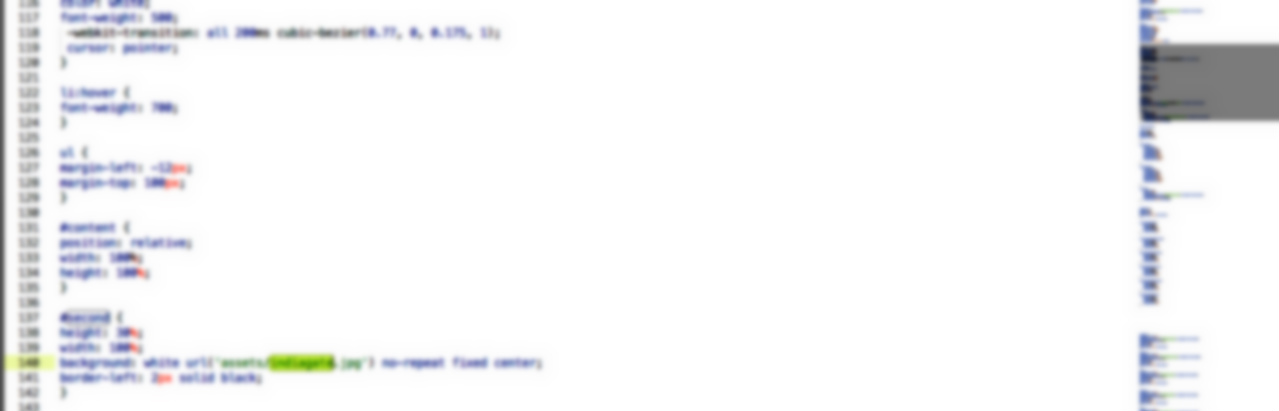 116 color: white;
117 font-weight: 500;
118 -webkit-transition: all 200ms cubic-bezier(0.77, 0, 0.175, 1);
119 cursor: pointer;
120 }
121
122 li:hover {
123 font-weight: 700;
124 }
125
126 ul {
127 margin-left: -12px;
128 margin-top: 100px;
129 }
130
131 #content {
132 position: relative;
133 width: 100%;
134 height: 100%;
135 }
136
137 #second {
138 height: 30%;
139 width: 100%;
140 background: white url('assets/ .jpg') no-repeat fixed center;
141 border-left: 2px solid black;
142 }
143